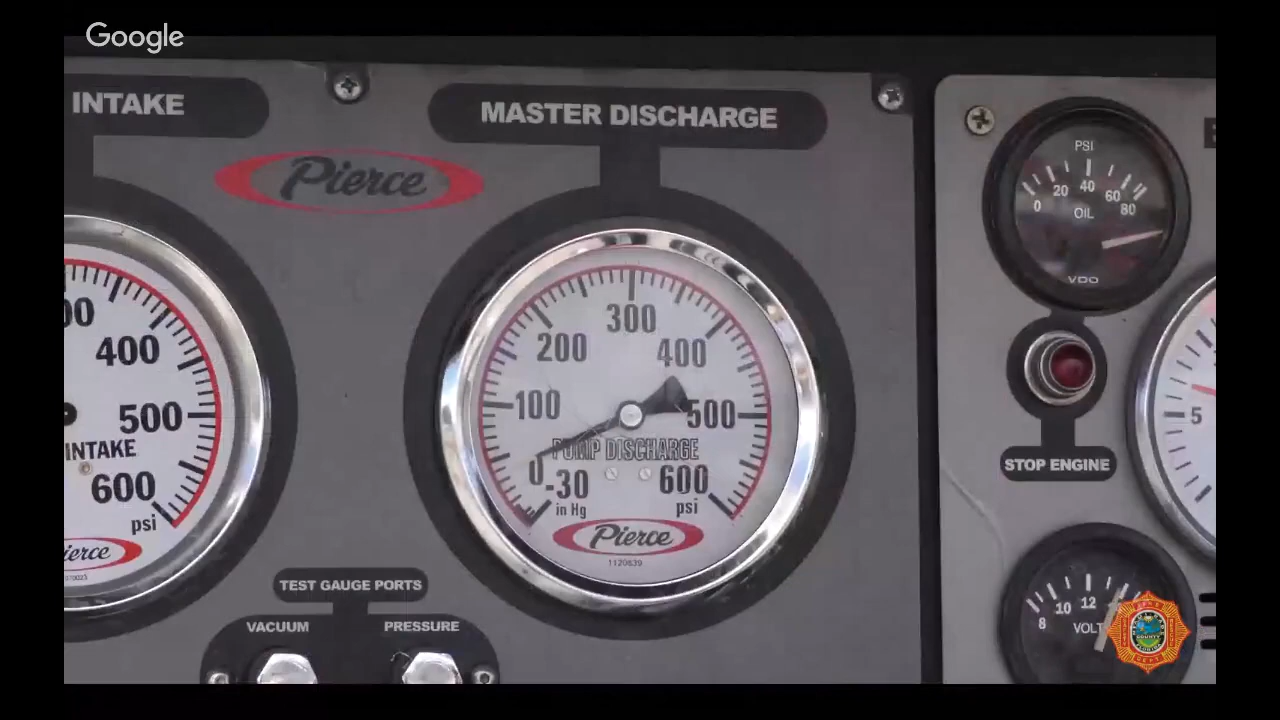 Google
INTAKE
MASTER DISCHARGE
Pierce
PSI
0 20 40 60 80
OIL
VDO
400
500
INTAKE
600
psi
100 200 300 400 500
PUMP DISCHARGE
0
-30
600
in Hg
psi
Pierce
1120639
5
STOP ENGINE
TEST GAUGE PORTS
VACUUM
PRESSURE
8 10 12
VOLT
COUNTY